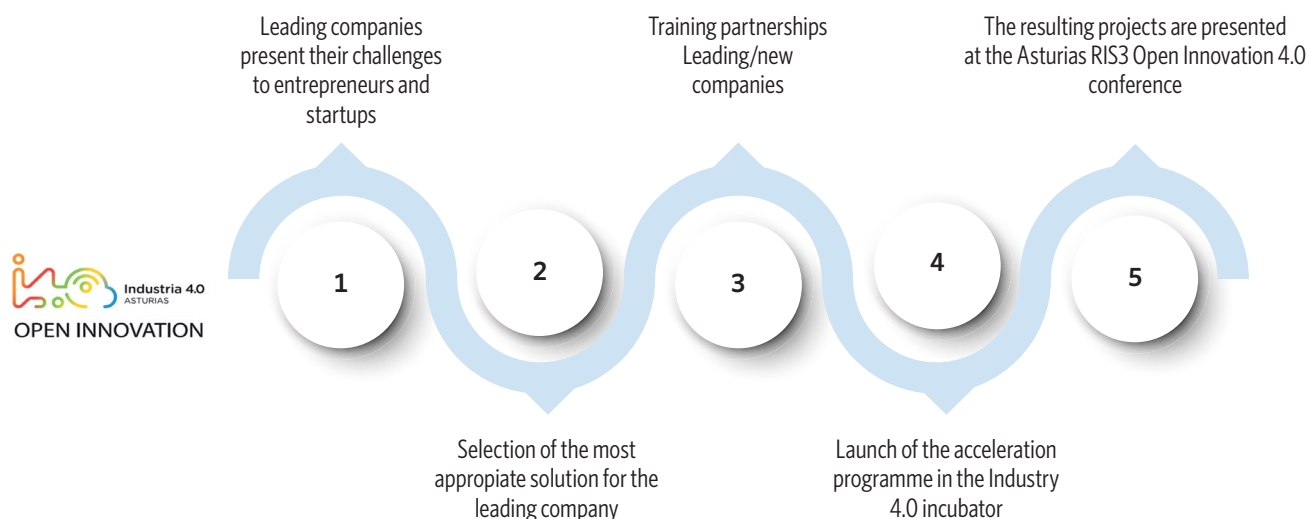 Leading companies
present their challenges
to entrepreneurs and
startups
Training partnerships
Leading/new
companies
The resulting projects are presented
at the Asturias RIS3 Open Innovation 4.0
conference
Industria 4.0
ASTURIAS
OPEN INNOVATION
1
2
3
4
5
Selection of the most
appropiate solution for the
leading company
Launch of the acceleration
programme in the Industry
4.0 incubator